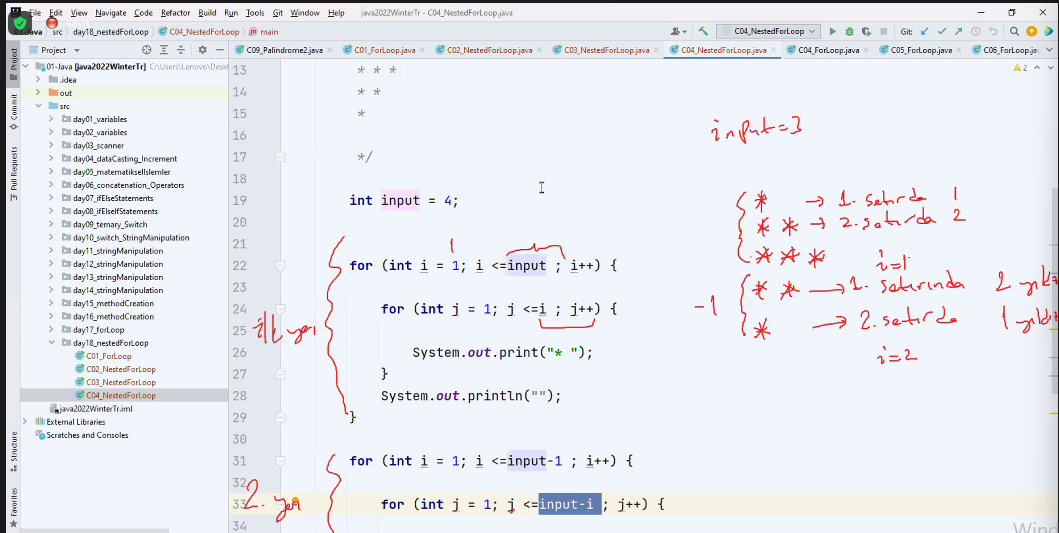 File Edit View Navigate Code Refactor Build Run Tools Git Window Help java2022WinterTr - C04_NestedForLoop.java
01-Java src day18_nestedForLoop C04_NestedForLoop main
C04_NestedForLoop Git:
Project
C09_Palindrome2.java C01_ForLoop.java C02_NestedForLoop.java C03_NestedForLoop.java C04_NestedForLoop.java C04_ForLoop.java C05_ForLoop.java C06_ForLoop.java
Project
Commit
Pull Requests
Structure
Favorites
01-Java [java2022WinterTr] C:\Users\Lenovo\Deskt
.idea
out
src
day01_variables
day02_variables
day03_scanner
day04_dataCasting_Increment
day05_matematikselIslemler
day06_concatenation_Operators
day07_ifElseStatements
day08_ifElseIfStatements
day09_ternary_Switch
day10_switch_StringManipulation
day11_stringManipulation
day12_stringManipulation
day13_stringManipulation
day14_stringManipulation
day15_methodCreation
day16_methodCreation
day17_forLoop
day18_nestedForLoop
C01_ForLoop
C02_NestedForLoop
C03_NestedForLoop
C04_NestedForLoop
java2022WinterTr.iml
External Libraries
Scratches and Consoles
2
13 * * *
14 * *
15 *
16
17 */
18
19 int input = 4;
20
21
22 for (int i = 1; i <=input ; i++) {
23
24 for (int j = 1; j <=i ; j++) {
25
26 System.out.print("* ");
27 }
28 System.out.println("");
29 }
30
31 for (int i = 1; i <=input-1 ; i++) {
32
33 for (int j = 1; j <=input-i ; j++) {
34
1
2. yarı
input=3
* → 1. satırda 1
* * → 2. satırda 2
* * *
i=1
-1
* * → 1. satırında 2
* → 2. satırda 1
i=2
Wind